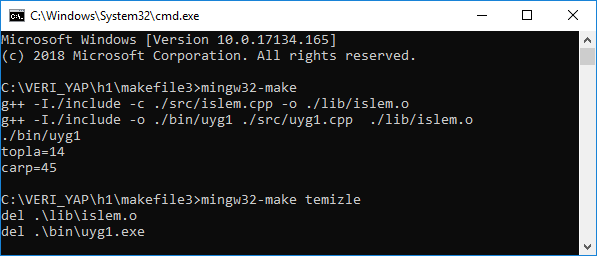 C:\Windows\System32\cmd.exe
Microsoft Windows [Version 10.0.17134.165]
(c) 2018 Microsoft Corporation. All rights reserved.
C:\VERI_YAP\h1\makefile3>mingw32-make
g++ -I./include -c ./src/islem.cpp -o ./lib/islem.o
g++ -I./include -o ./bin/uyg1 ./src/uyg1.cpp  ./lib/islem.o
./bin/uyg1
topla=14
carp=45
C:\VERI_YAP\h1\makefile3>mingw32-make temizle
del .\lib\islem.o
del .\bin\uyg1.exe